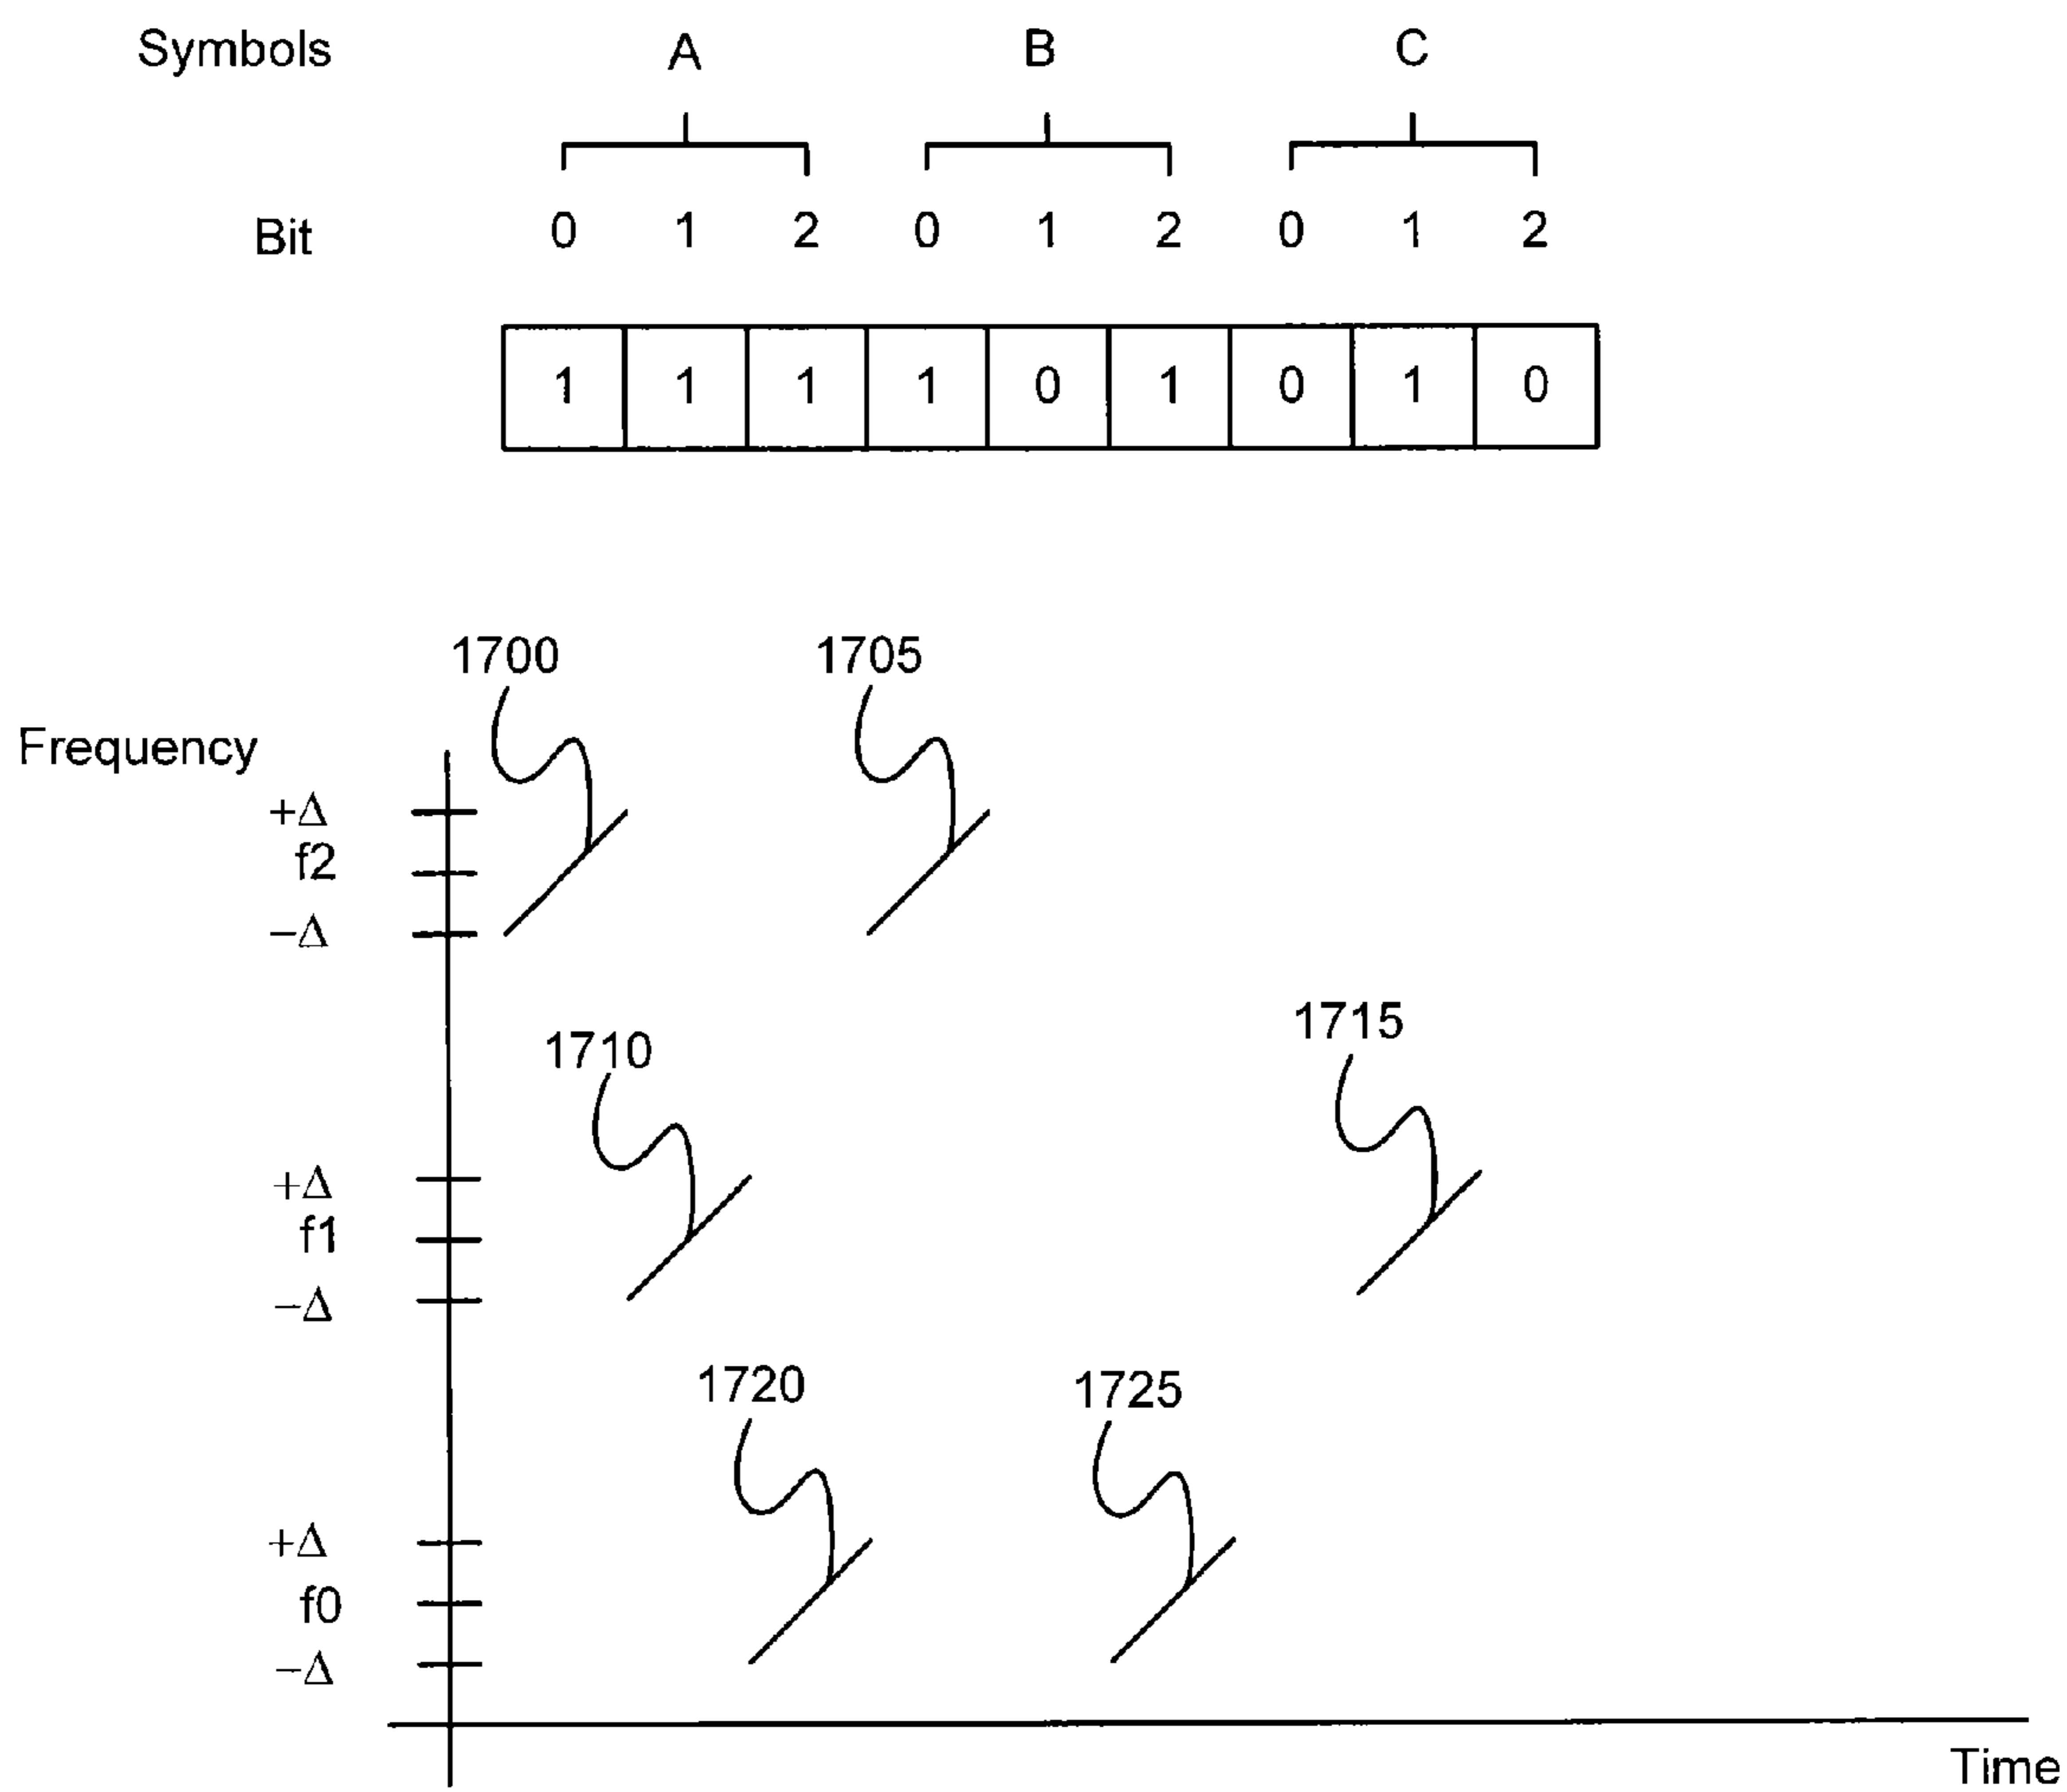 Symbols A B C
Bit 0 1 2 0 1 2 0 1 2
1 1 1 1 0 1 0 1 0
1700 1705
Frequency
+Δ
f2
−Δ
1715
1710
+Δ
f1
−Δ
1720 1725
+Δ
f0
−Δ
Time